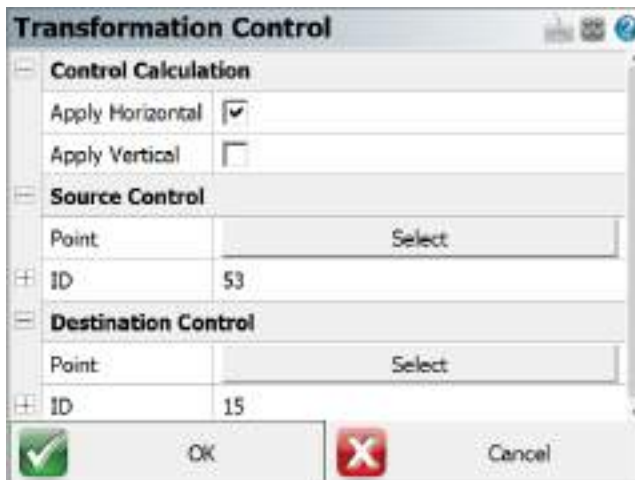 Transformation Control
Control Calculation
Apply Horizontal
Apply Vertical
Source Control
Point Select
ID 53
Destination Control
Point Select
ID 15
OK Cancel